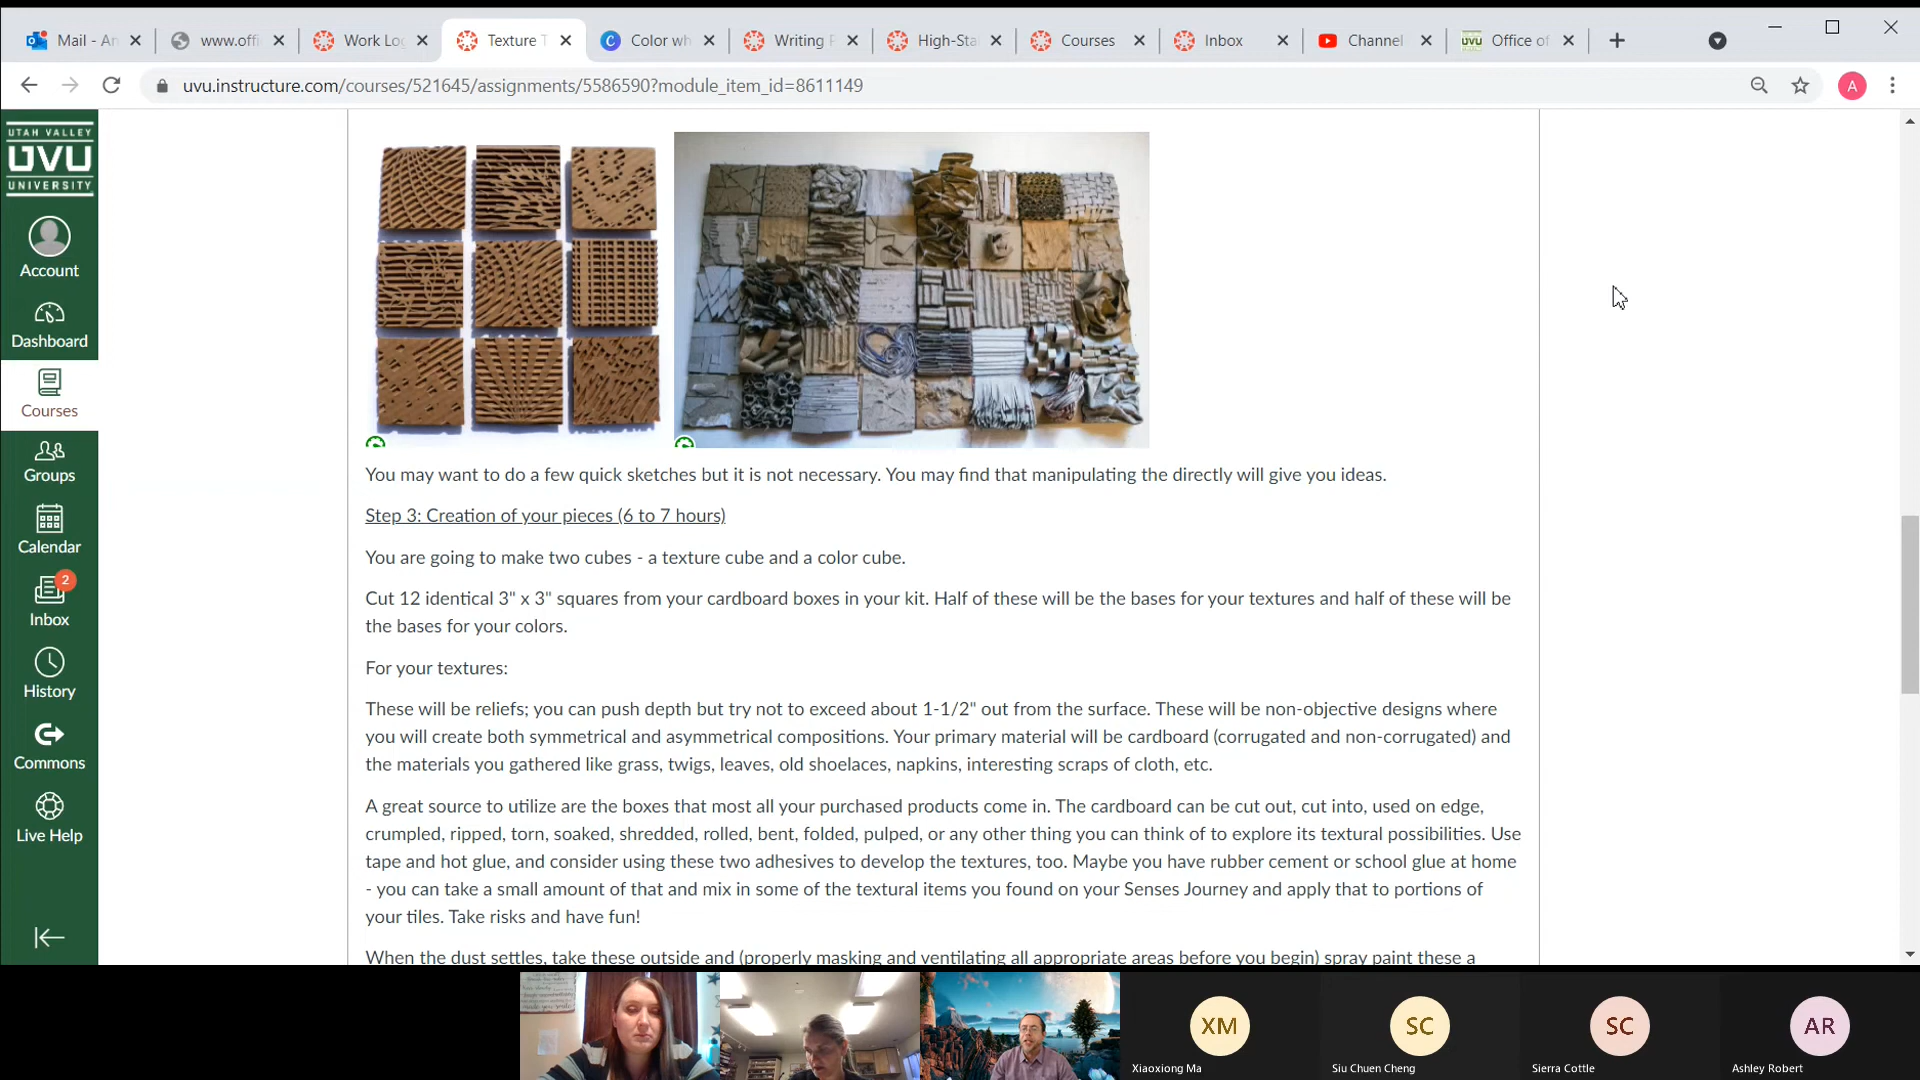 Mail - An
www.offi
Work Lo
Texture T
Color wh
Writing P
High-Sta
Courses
Inbox
Channel
Office of
uvu.instructure.com/courses/521645/assignments/5586590?module_item_id=8611149
A
UTAH VALLEY
UVU
UNIVERSITY
Account
Dashboard
Courses
Groups
Calendar
2
Inbox
History
Commons
Live Help
You may want to do a few quick sketches but it is not necessary. You may find that manipulating the directly will give you ideas.
Step 3: Creation of your pieces (6 to 7 hours)
You are going to make two cubes - a texture cube and a color cube.
Cut 12 identical 3" x 3" squares from your cardboard boxes in your kit. Half of these will be the bases for your textures and half of these will be
the bases for your colors.
For your textures:
These will be reliefs; you can push depth but try not to exceed about 1-1/2" out from the surface. These will be non-objective designs where
you will create both symmetrical and asymmetrical compositions. Your primary material will be cardboard (corrugated and non-corrugated) and
the materials you gathered like grass, twigs, leaves, old shoelaces, napkins, interesting scraps of cloth, etc.
A great source to utilize are the boxes that most all your purchased products come in. The cardboard can be cut out, cut into, used on edge,
crumpled, ripped, torn, soaked, shredded, rolled, bent, folded, pulped, or any other thing you can think of to explore its textural possibilities. Use
tape and hot glue, and consider using these two adhesives to develop the textures, too. Maybe you have rubber cement or school glue at home
- you can take a small amount of that and mix in some of the textural items you found on your Senses Journey and apply that to portions of
your tiles. Take risks and have fun!
When the dust settles, take these outside and (properly masking and ventilating all appropriate areas before you begin) spray paint these a
XM
Xiaoxiong Ma
SC
Siu Chuen Cheng
SC
Sierra Cottle
AR
Ashley Robert